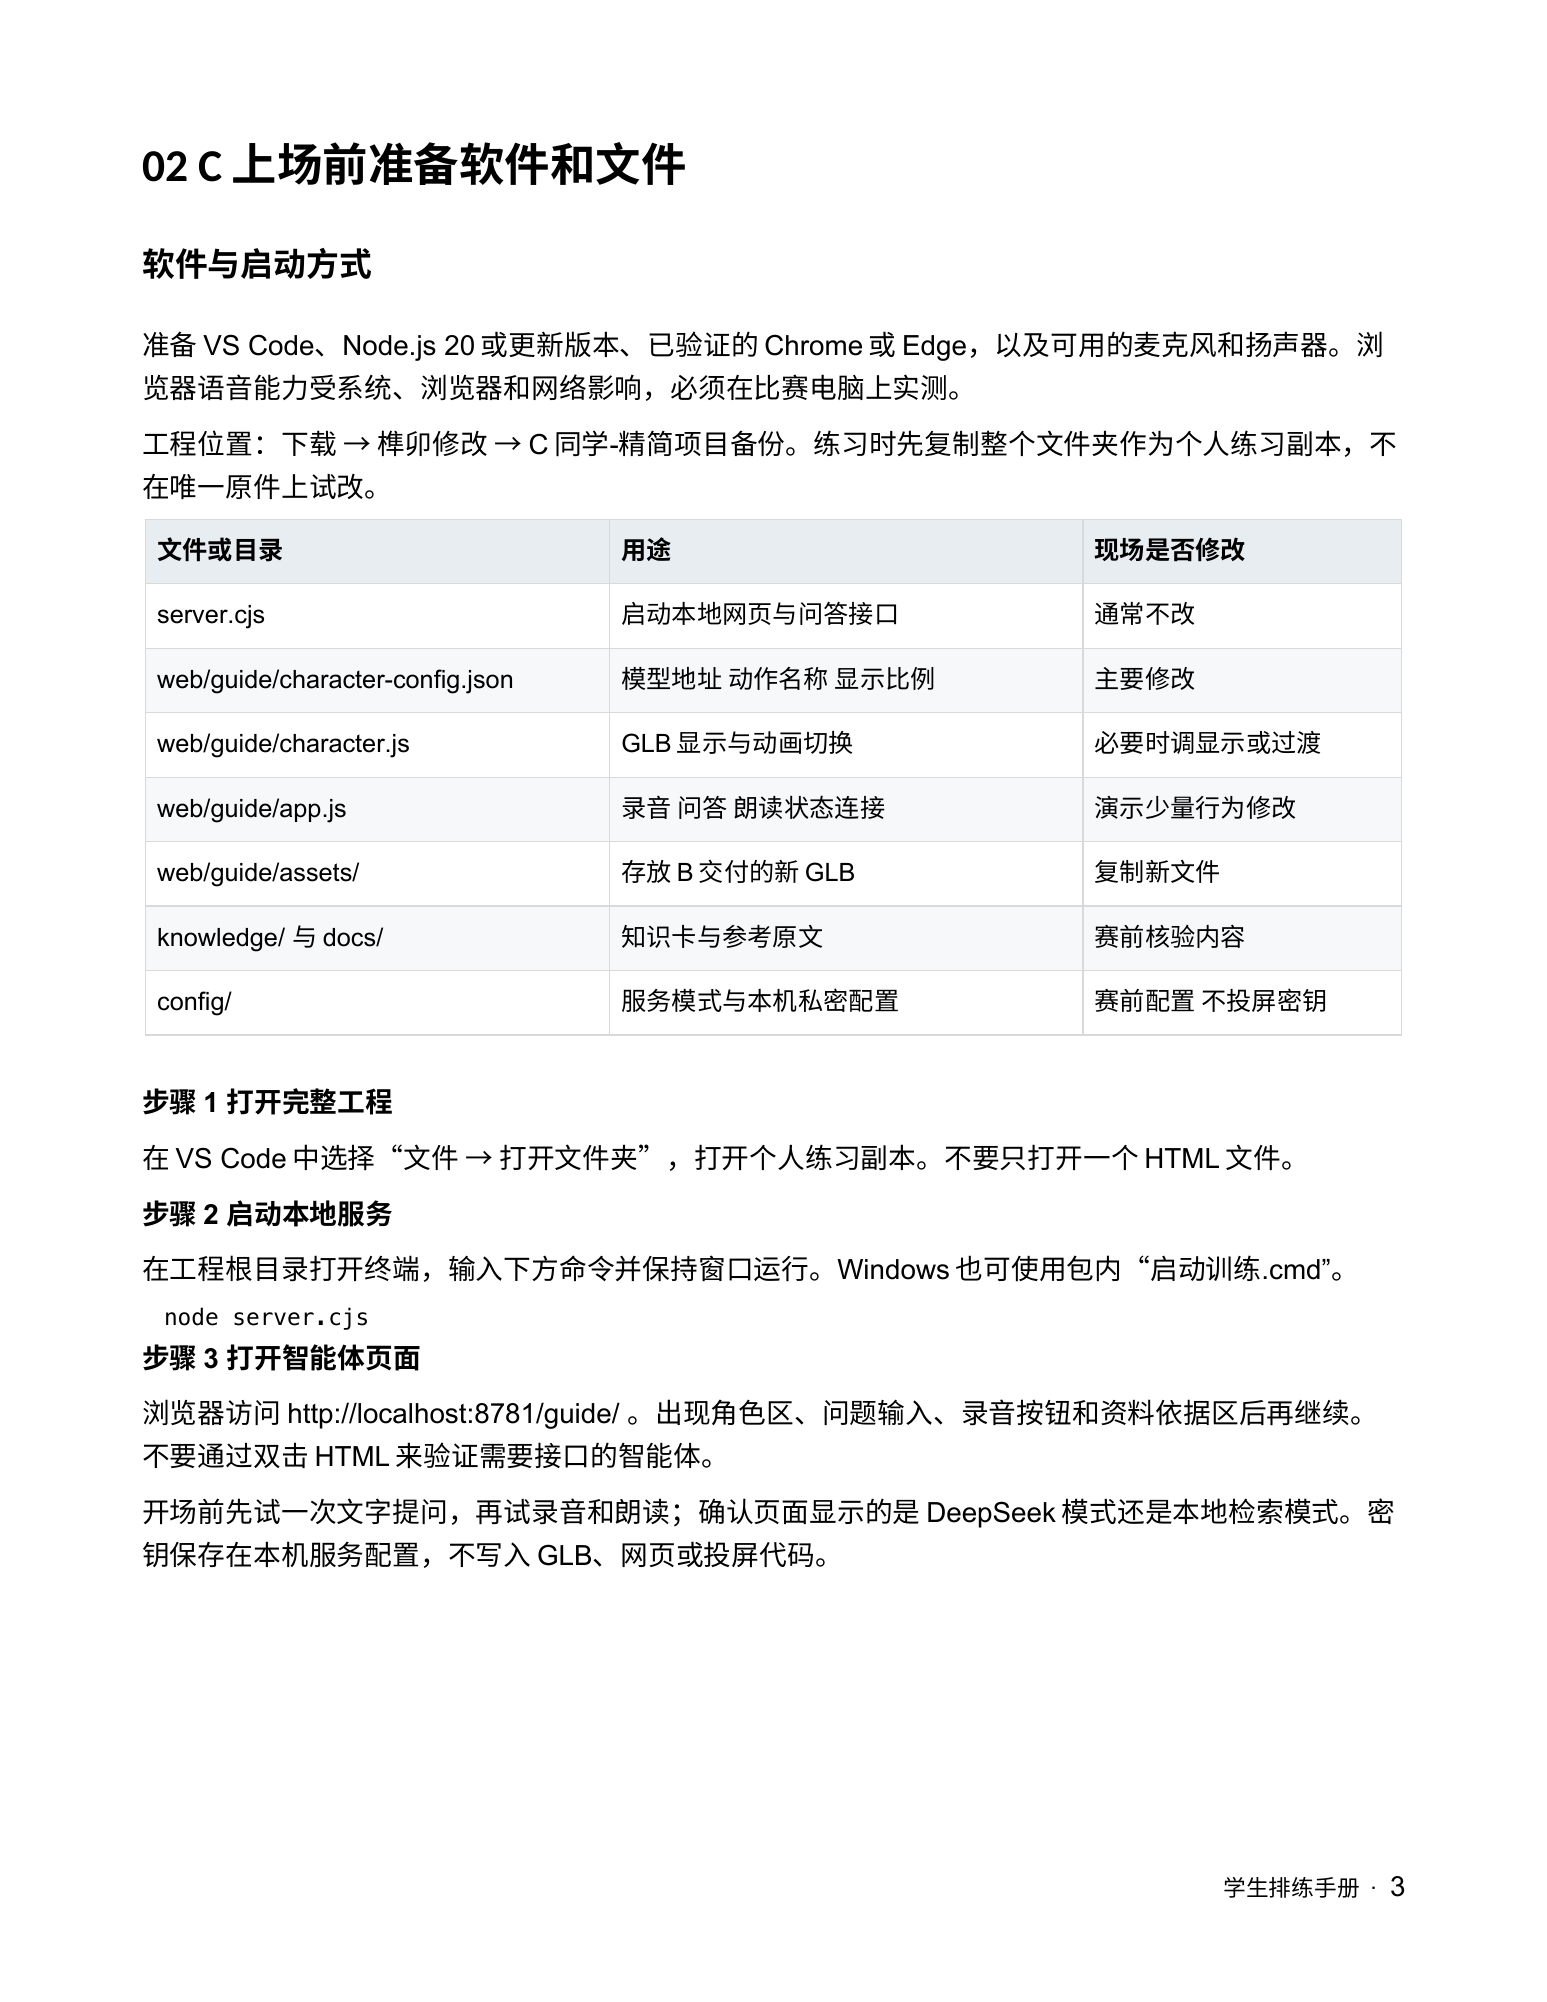 02 C 上场前准备软件和文件
软件与启动方式
准备 VS Code、Node.js 20 或更新版本、已验证的 Chrome 或 Edge，以及可用的麦克风和扬声器。浏
览器语音能力受系统、浏览器和网络影响，必须在比赛电脑上实测。
工程位置：下载 → 榫卯修改 → C 同学-精简项目备份。练习时先复制整个文件夹作为个人练习副本，不
在唯一原件上试改。
文件或目录 用途 现场是否修改
server.cjs 启动本地网页与问答接口 通常不改
web/guide/character-config.json 模型地址 动作名称 显示比例 主要修改
web/guide/character.js GLB 显示与动画切换 必要时调显示或过渡
web/guide/app.js 录音 问答 朗读状态连接 演示少量行为修改
web/guide/assets/ 存放 B 交付的新 GLB 复制新文件
knowledge/ 与 docs/ 知识卡与参考原文 赛前核验内容
config/ 服务模式与本机私密配置 赛前配置 不投屏密钥
步骤 1 打开完整工程
在 VS Code 中选择“文件 → 打开文件夹”，打开个人练习副本。不要只打开一个 HTML 文件。
步骤 2 启动本地服务
在工程根目录打开终端，输入下方命令并保持窗口运行。Windows 也可使用包内“启动训练.cmd”。
node server.cjs
步骤 3 打开智能体页面
浏览器访问 http://localhost:8781/guide/ 。出现角色区、问题输入、录音按钮和资料依据区后再继续。
不要通过双击 HTML 来验证需要接口的智能体。
开场前先试一次文字提问，再试录音和朗读；确认页面显示的是 DeepSeek 模式还是本地检索模式。密
钥保存在本机服务配置，不写入 GLB、网页或投屏代码。
学生排练手册 · 3